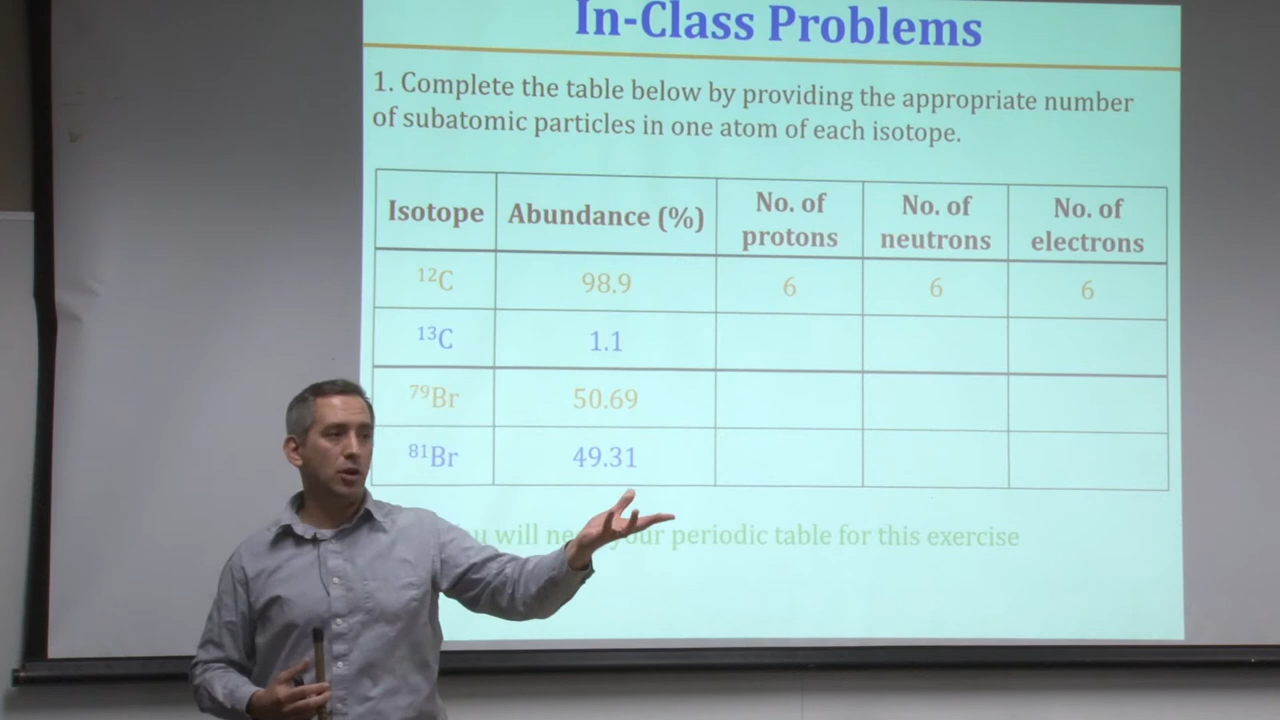 In-Class Problems
1. Complete the table below by providing the appropriate number
of subatomic particles in one atom of each isotope.
Isotope Abundance (%) No. of protons No. of neutrons No. of electrons
¹²C 98.9 6 6 6
¹³C 1.1
⁷⁹Br 50.69
⁸¹Br 49.31
will your periodic table for this exercise